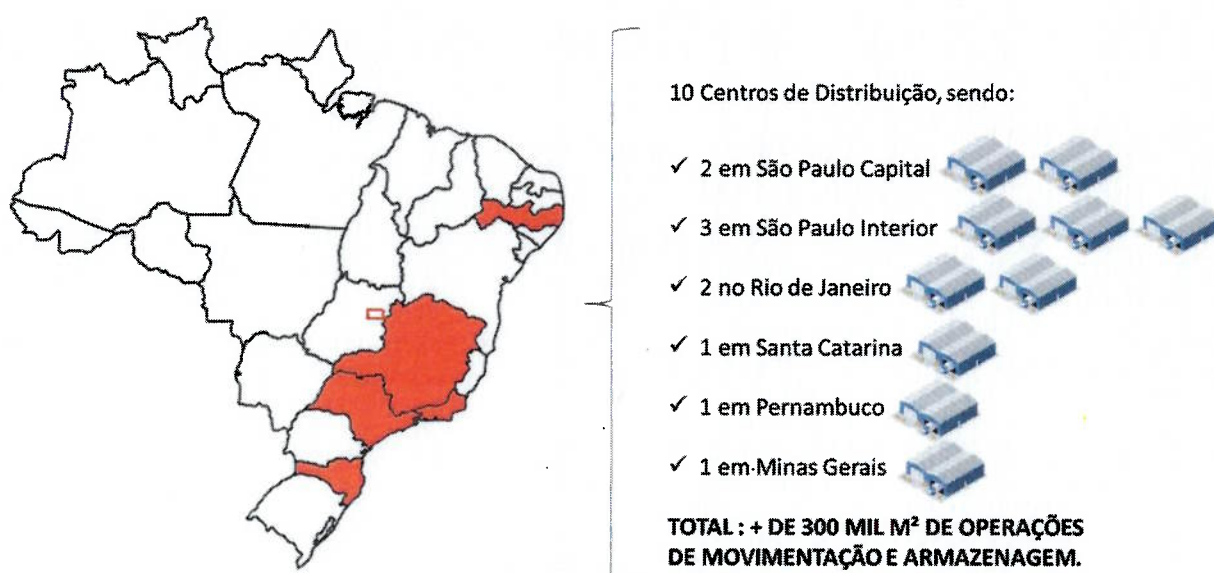 10 Centros de Distribuição, sendo:
✓ 2 em São Paulo Capital
✓ 3 em São Paulo Interior
✓ 2 no Rio de Janeiro
✓ 1 em Santa Catarina
✓ 1 em Pernambuco
✓ 1 em Minas Gerais
TOTAL : + DE 300 MIL M² DE OPERAÇÕES
DE MOVIMENTAÇÃO E ARMAZENAGEM.